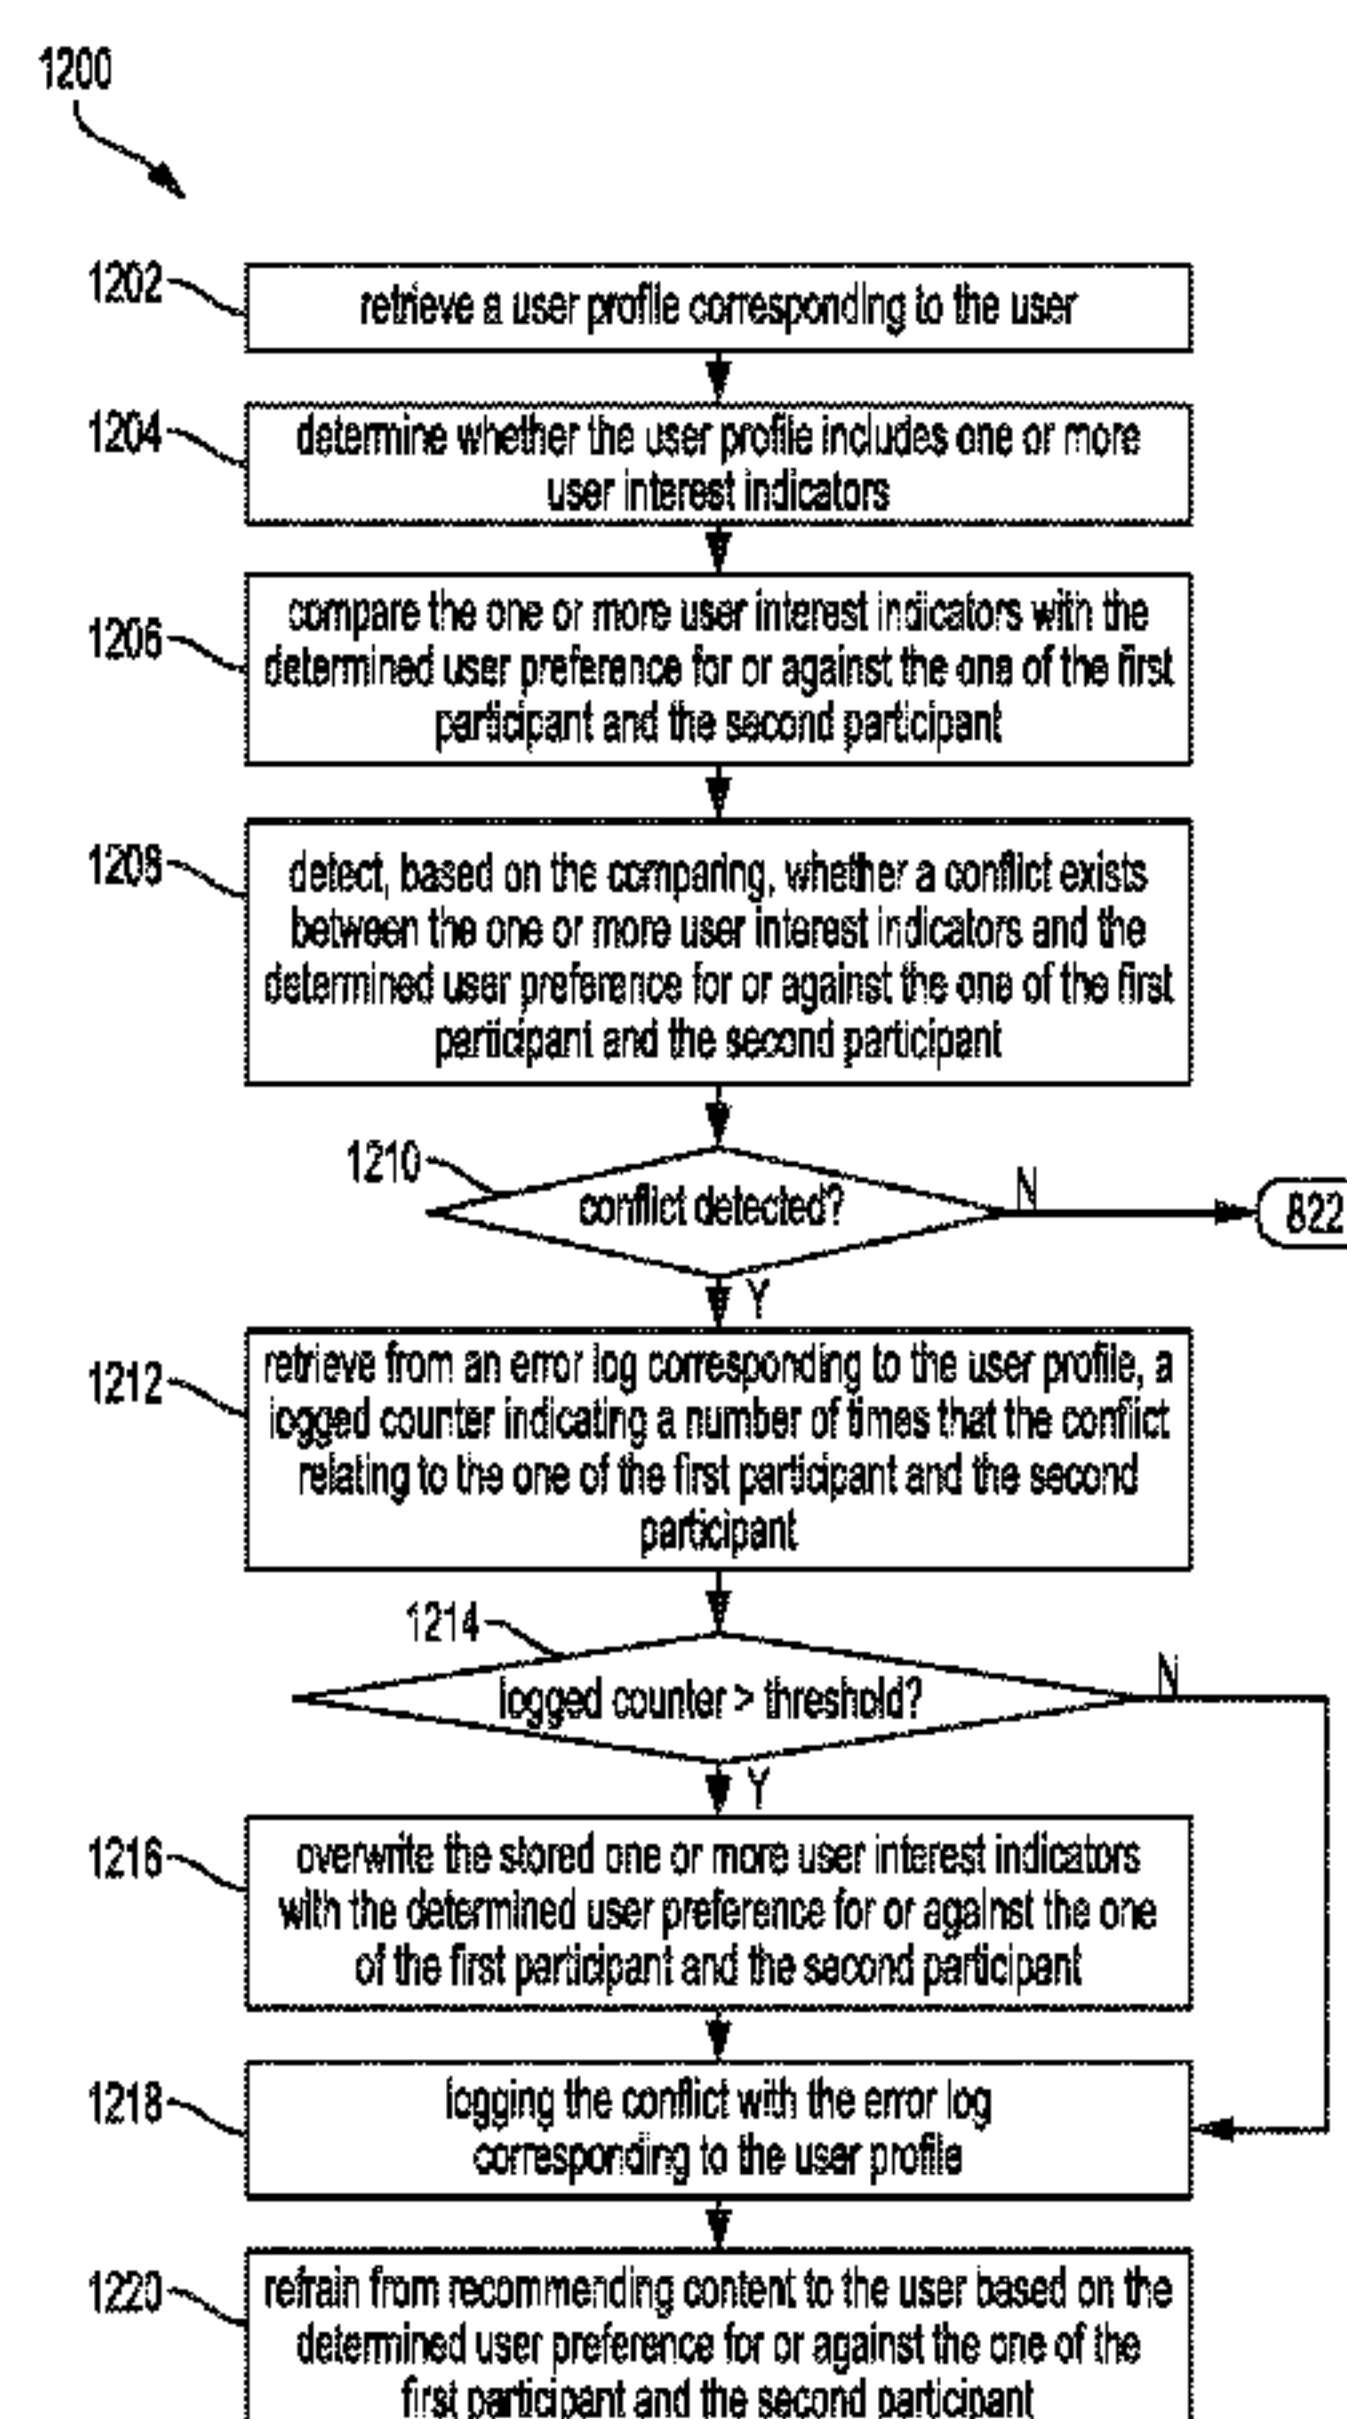 1200
1202
retrieve a user profile corresponding to the user
1204
determine whether the user profile includes one or more
user interest indicators
1206
compare the one or more user interest indicators with the
determined user preference for or against the one of the first
participant and the second participant
1208
detect, based on the comparing, whether a conflict exists
between the one or more user interest indicators and the
determined user preference for or against the one of the first
participant and the second participant
1210
conflict detected?
N
822
Y
1212
retrieve from an error log corresponding to the user profile, a
logged counter indicating a number of times that the conflict
relating to the one of the first participant and the second
participant
1214
logged counter > threshold?
N
Y
1216
overwrite the stored one or more user interest indicators
with the determined user preference for or against the one
of the first participant and the second participant
1218
logging the conflict with the error log
corresponding to the user profile
1220
refrain from recommending content to the user based on the
determined user preference for or against the one of the
first participant and the second participant